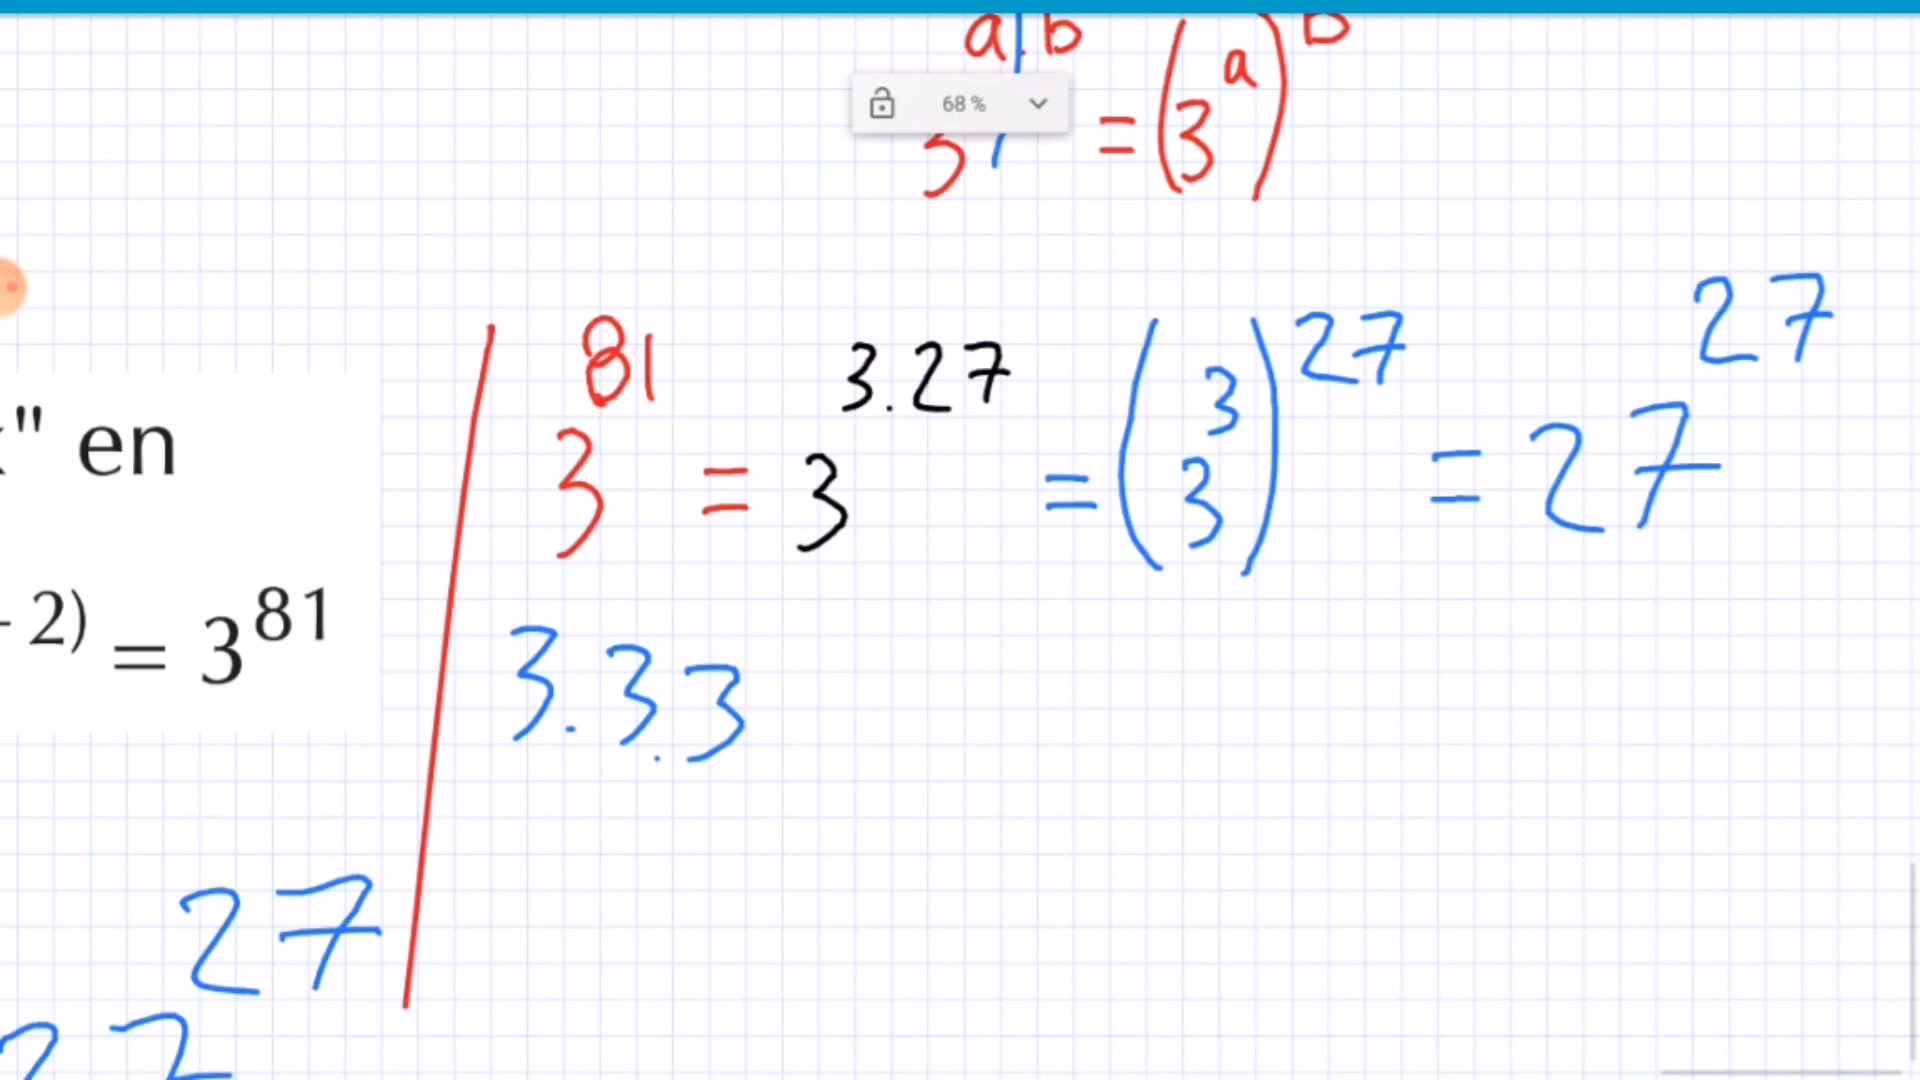 a.b
68 %
3 = (3^a)^B
x" en
3^81 = 3^3.27 = (3^3)^27 = 27^27
- 2) = 3^81
3.3.3
27
27